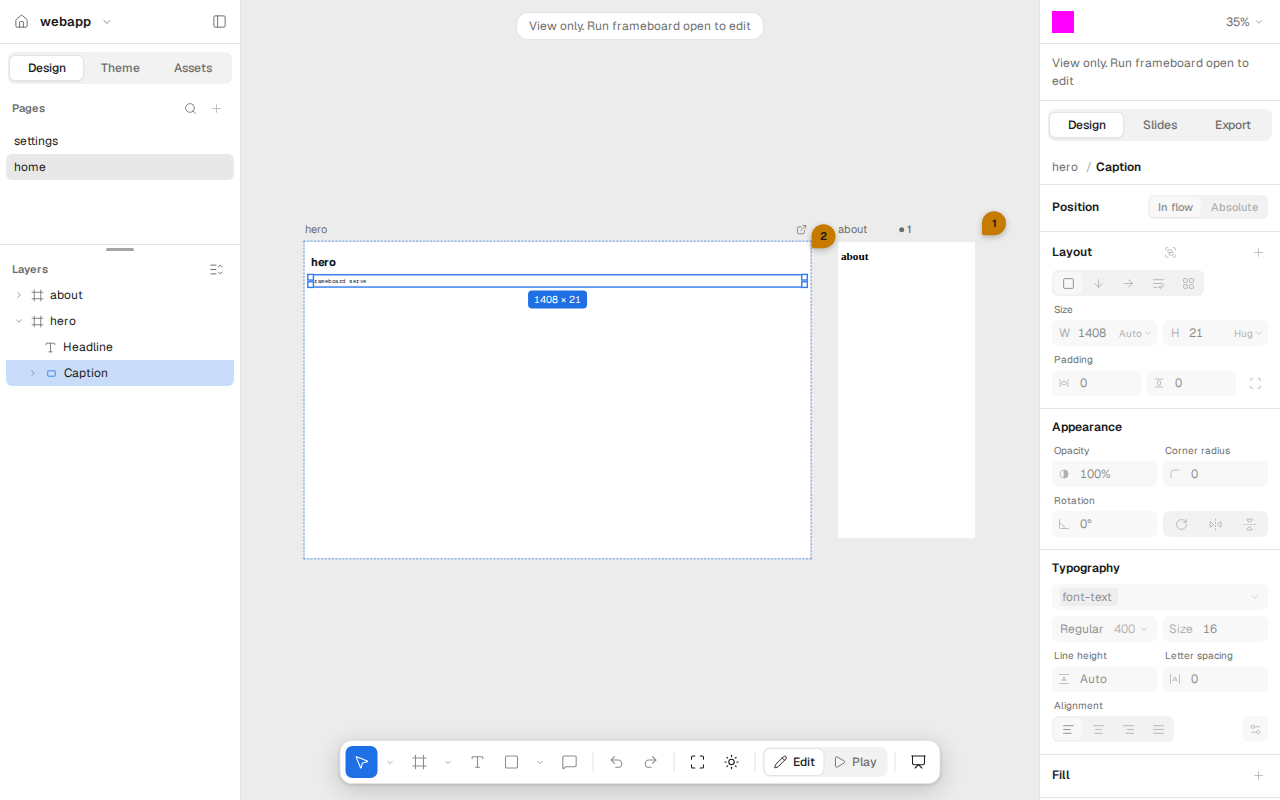 webapp
View only. Run frameboard open to edit
35%
View only. Run frameboard open to
edit
Design
Theme
Assets
Design
Slides
Export
Pages
settings
home
hero / Caption
Position
In flow
Absolute
hero
2
about
1
1
hero
about
frameboard serve
1408 × 21
Layers
about
hero
Headline
Caption
Layout
Size
W 1408 Auto
H 21 Hug
Padding
0
0
Appearance
Opacity
Corner radius
100%
0
Rotation
0°
Typography
font-text
Regular 400
Size 16
Line height
Letter spacing
Auto
0
Alignment
Fill
Edit
Play